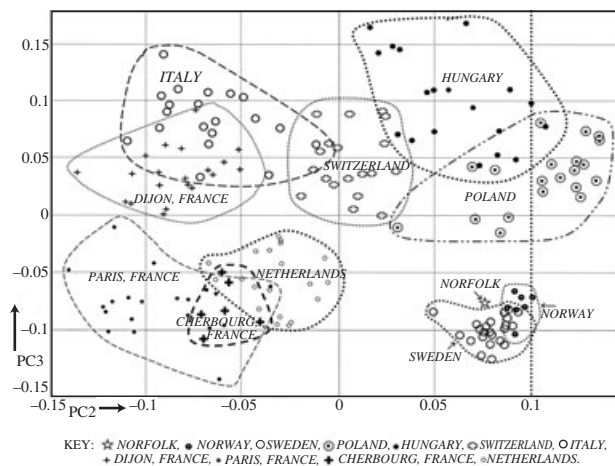 0.15
ITALY
HUNGARY
0.1
0.05
SWITZERLAND
DIJON, FRANCE
POLAND
0
−0.05
PARIS, FRANCE
NETHERLANDS
NORFOLK
NORWAY
−0.1
CHERBOURG,
FRANCE
SWEDEN
PC3
−0.15
−0.15
PC2
−0.1
−0.05
0
0.05
0.1
KEY: NORFOLK, NORWAY, SWEDEN, POLAND, HUNGARY, SWITZERLAND, ITALY,
DIJON, FRANCE, PARIS, FRANCE, CHERBOURG, FRANCE, NETHERLANDS.